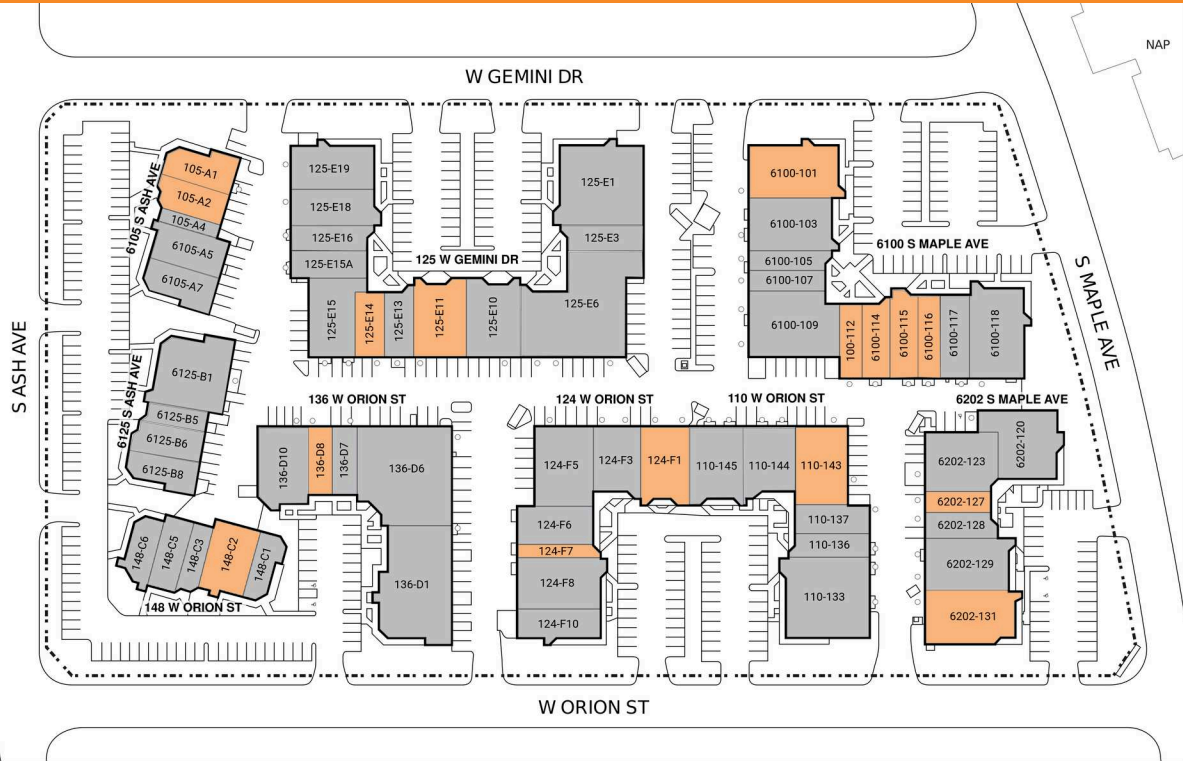 NAP
W GEMINI DR
S ASH AVE
S MAPLE AVE
6105 S ASH AVE
105-A1
105-A2
105-A4
6105-A5
6105-A7
125-E19
125-E18
125-E16
125-E15A
125 W GEMINI DR
125-E1
125-E3
125-E6
125-E15
125-E14
125-E13
125-E11
125-E10
6100-101
6100-103
6100-105
6100-107
6100-109
6100 S MAPLE AVE
100-112
6100-114
6100-115
6100-116
6100-117
6100-118
6125 S ASH AVE
6125-B1
6125-B5
6125-B6
6125-B8
136 W ORION ST
136-D10
136-D8
136-D7
136-D6
136-D1
124 W ORION ST
110 W ORION ST
124-F5
124-F3
124-F1
110-145
110-144
110-143
124-F6
124-F7
124-F8
124-F10
110-137
110-136
110-133
6202 S MAPLE AVE
6202-120
6202-123
6202-127
6202-128
6202-129
6202-131
148-C6
148-C5
148-C3
148-C2
148-C1
148 W ORION ST
W ORION ST